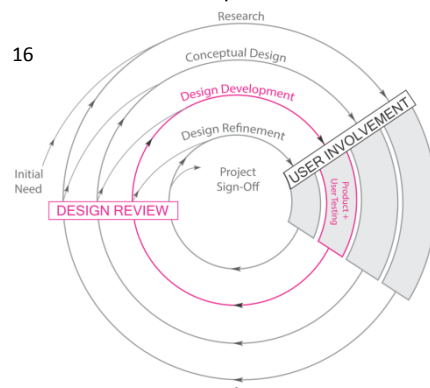 Research
16
Conceptual Design
Design Development
Design Refinement
USER INVOLVEMENT
Initial
Need
Project
Sign-Off
Product +
User Testing
DESIGN REVIEW